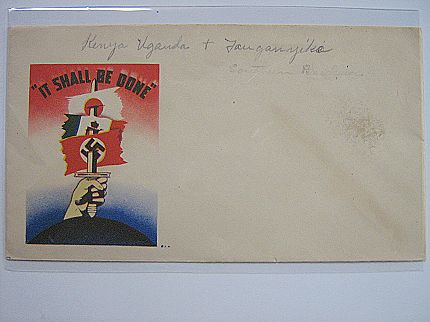 Kenya Uganda + Tanganyika
"IT SHALL BE DONE"